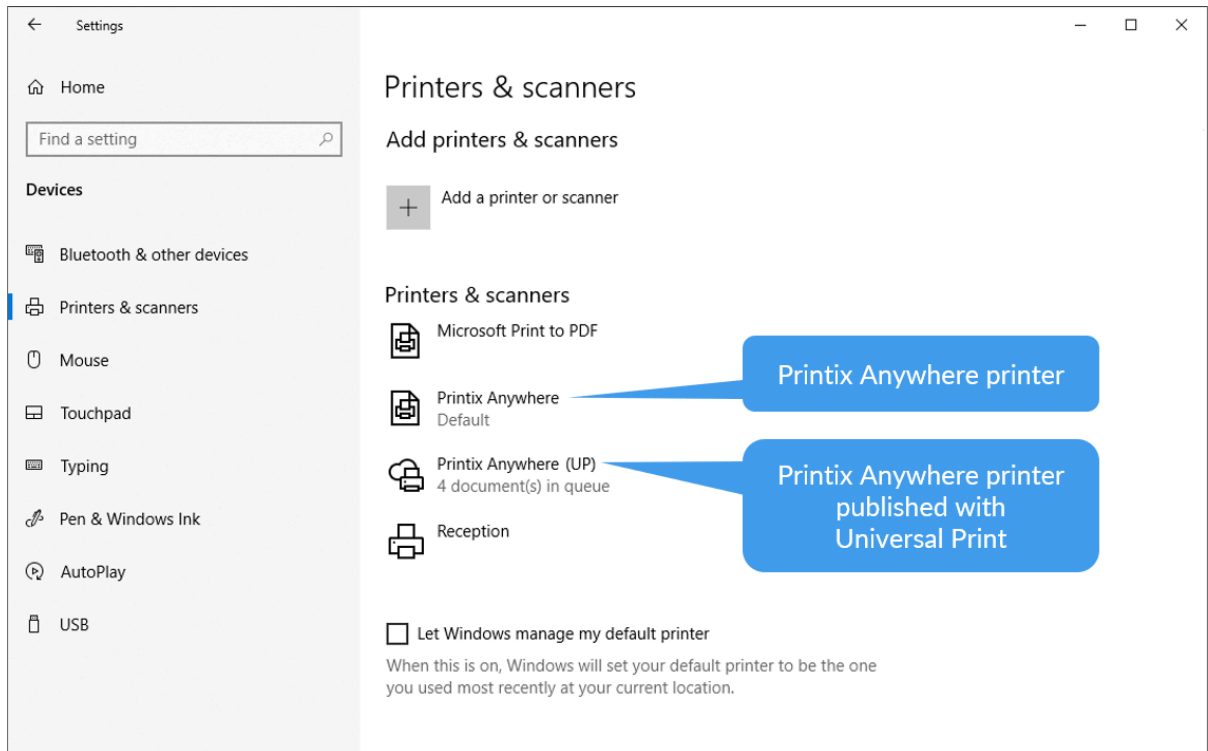 Settings
Home
Find a setting
Devices
Bluetooth & other devices
Printers & scanners
Mouse
Touchpad
Typing
Pen & Windows Ink
AutoPlay
USB
Printers & scanners
Add printers & scanners
Add a printer or scanner
Printers & scanners
Microsoft Print to PDF
Printix Anywhere
Default
Printix Anywhere (UP)
4 document(s) in queue
Reception
Printix Anywhere printer
Printix Anywhere printer
published with
Universal Print
Let Windows manage my default printer
When this is on, Windows will set your default printer to be the one
you used most recently at your current location.